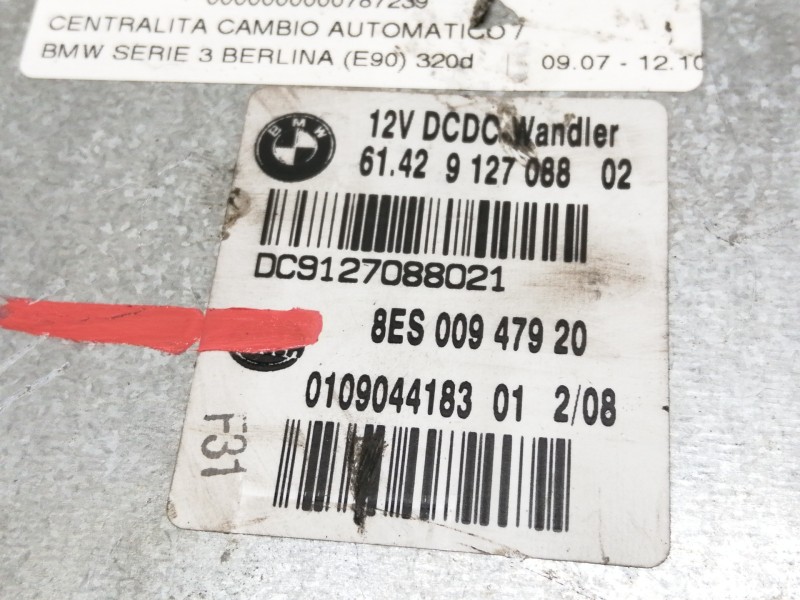 0000000000787239
CENTRALITA CAMBIO AUTOMATICO /
BMW SERIE 3 BERLINA (E90) 320d | 09.07 - 12.10
BMW
12V DCDC Wandler
61.42 9 127 088 02
DC9127088021
8ES 009 479 20
0109044183 01 2/08
F31